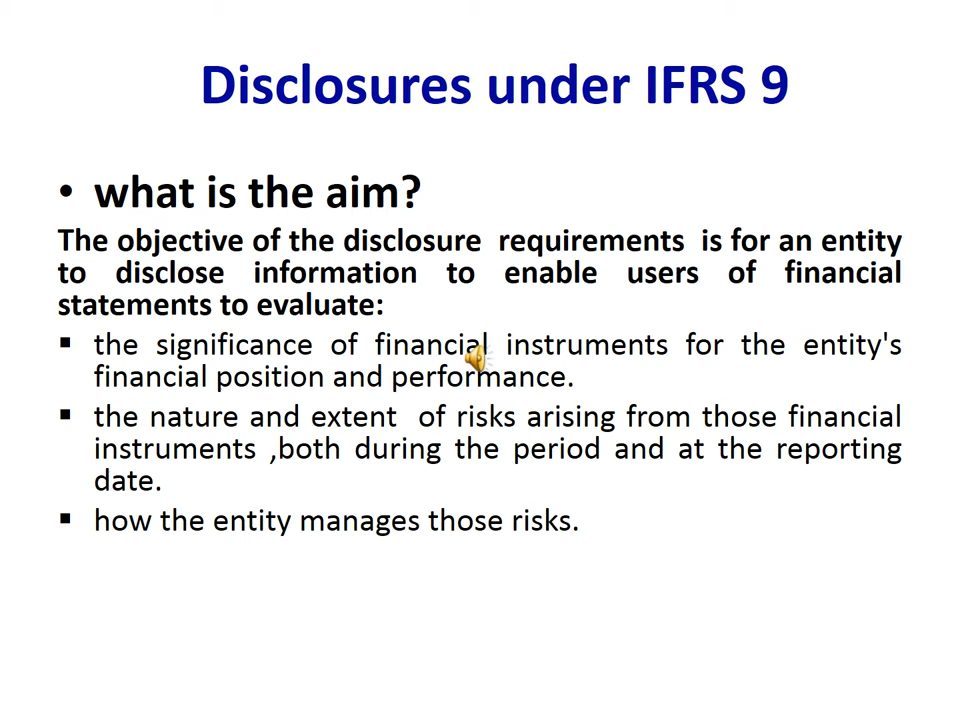 Disclosures under IFRS 9
• what is the aim?
The objective of the disclosure requirements is for an entity
to disclose information to enable users of financial
statements to evaluate:
▪ the significance of financial instruments for the entity's
financial position and performance.
▪ the nature and extent of risks arising from those financial
instruments ,both during the period and at the reporting
date.
▪ how the entity manages those risks.